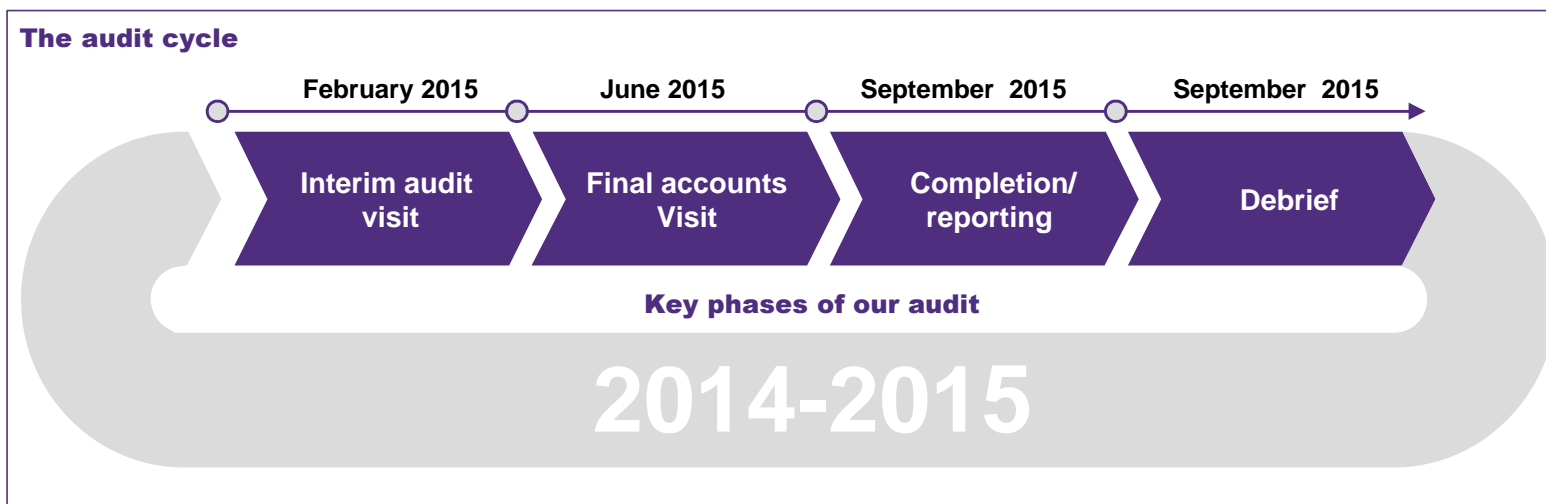 The audit cycle
February 2015
June 2015
September 2015
September 2015
Interim audit
visit
Final accounts
Visit
Completion/
reporting
Debrief
Key phases of our audit
2014-2015